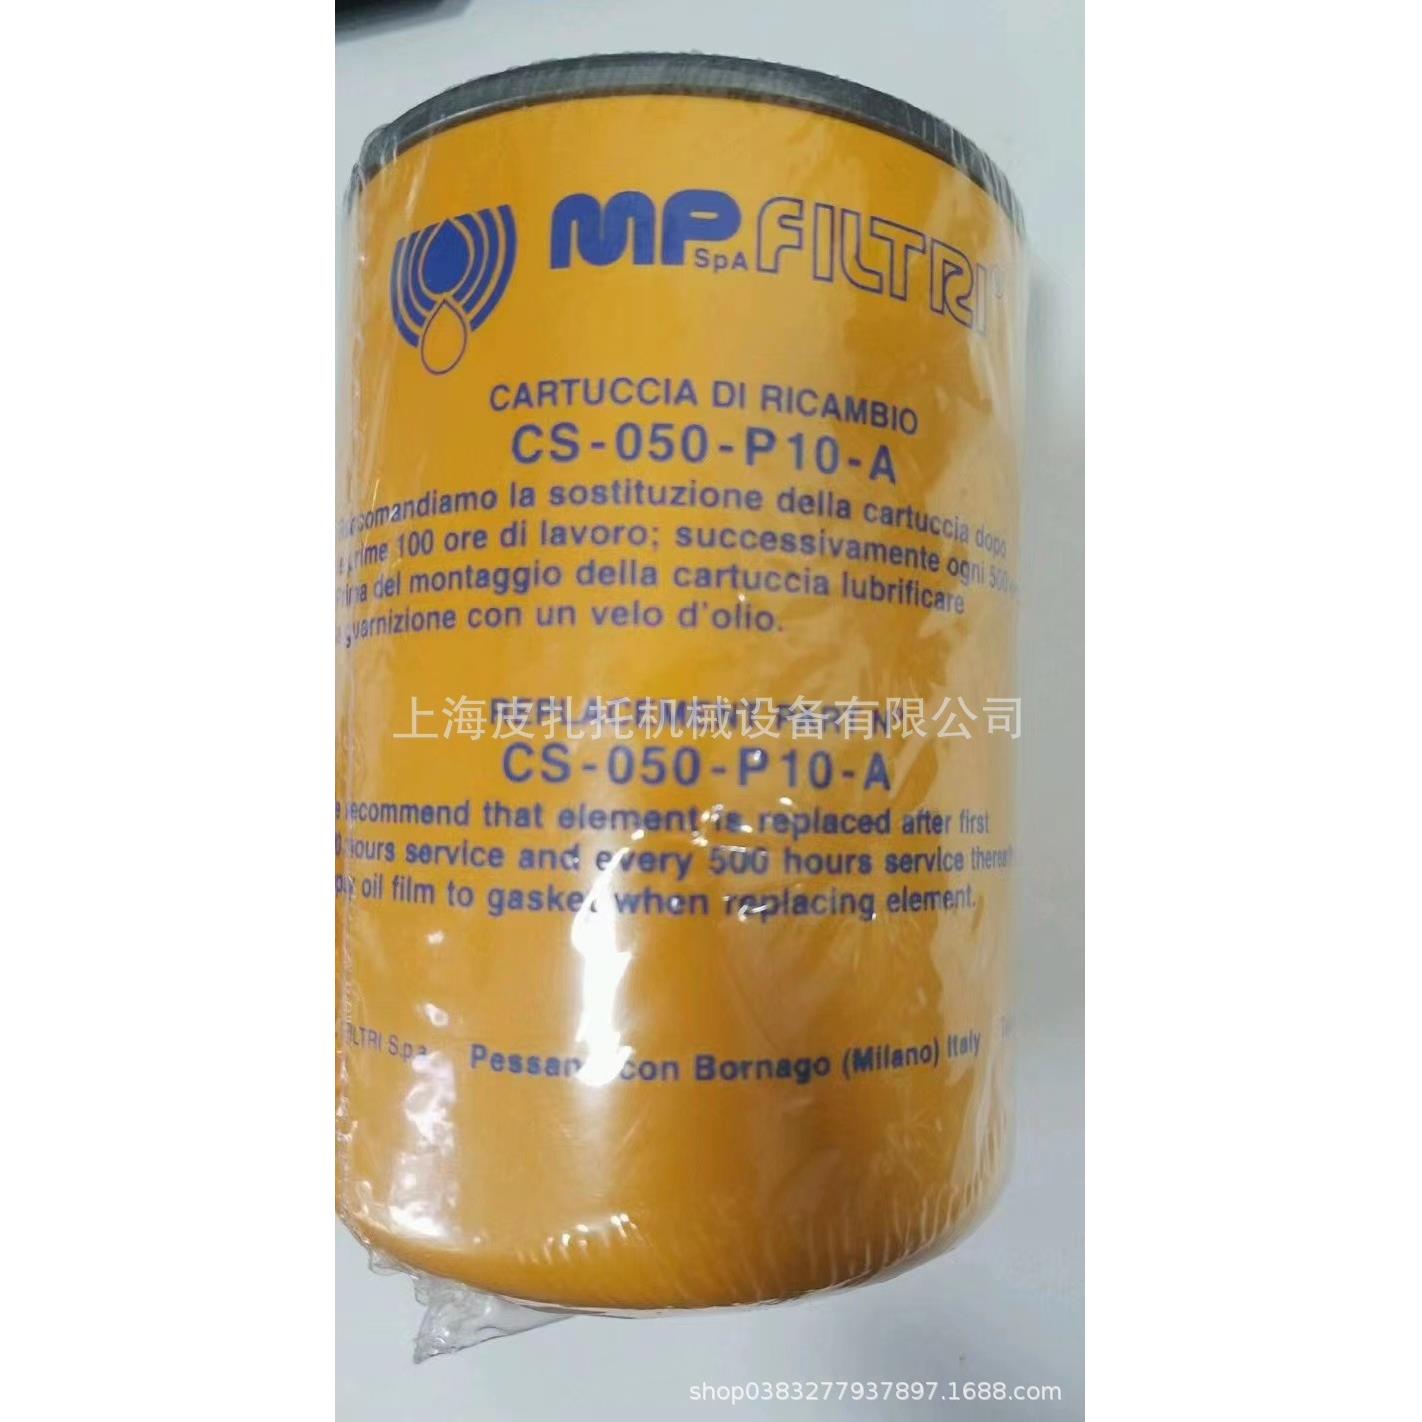 MP SpA FILTRI
CARTUCCIA DI RICAMBIO
CS-050-P10-A
la sostituzione della cartuccia dopo
100 ore di lavoro; successivamente ogni 500
del montaggio della cartuccia lubrificare
guarnizione con un velo d'olio.
上海皮扎托机械设备有限公司
CS-050-P10-A
recommend that element is replaced after first
hours service and every 500 hours service
oil film to gasket when replacing element.
FILTRI S.p.a. con Bornago (Milano) Italy
shop0383277937897.1688.com